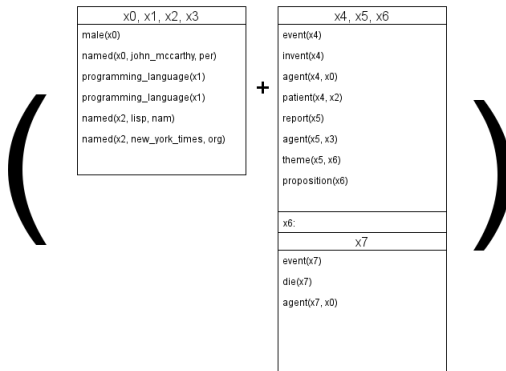 x0, x1, x2, x3
male(x0)
named(x0, john_mccarthy, per)
programming_language(x1)
programming_language(x1)
named(x2, lisp, nam)
named(x2, new_york_times, org)
(
+
x4, x5, x6
event(x4)
invent(x4)
agent(x4, x0)
patient(x4, x2)
report(x5)
agent(x5, x3)
theme(x5, x6)
proposition(x6)
x6:
x7
event(x7)
die(x7)
agent(x7, x0)
)